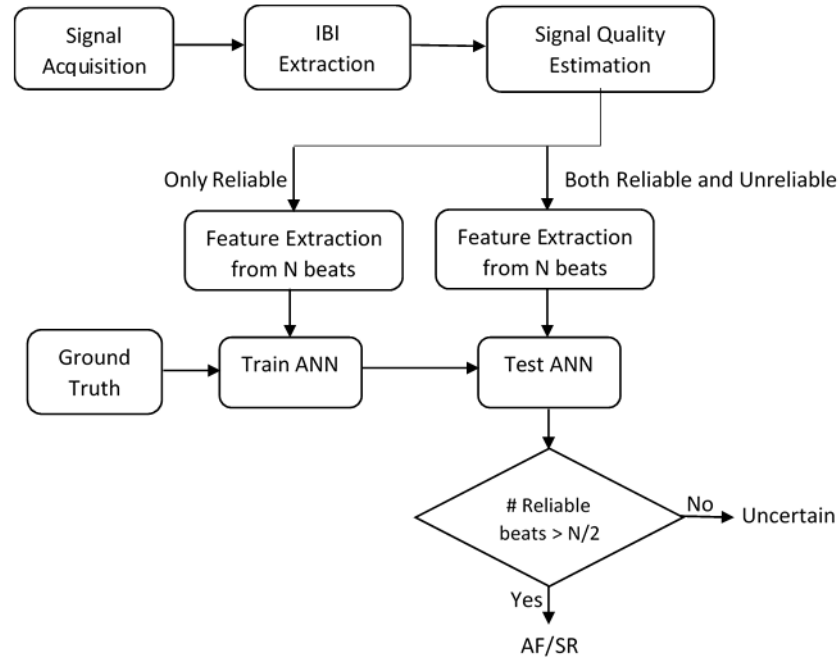 Signal
Acquisition
IBI
Extraction
Signal Quality
Estimation
Only Reliable
Both Reliable and Unreliable
Feature Extraction
from N beats
Feature Extraction
from N beats
Ground
Truth
Train ANN
Test ANN
# Reliable
beats > N/2
No
Uncertain
Yes
AF/SR